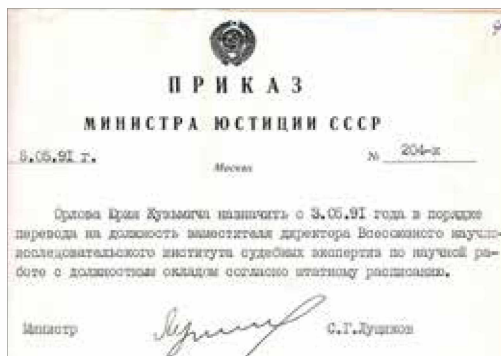 ПРИКАЗ
МИНИСТРА ЮСТИЦИИ СССР
8.05.91 г. № 204-к
Москва
Орлова Юрия Кузьмича назначить с 3.05.91 года в порядке
перевода на должность заместителя директора Всесоюзного научно-
исследовательского института судебных экспертиз по научной ра-
боте с должностным окладом согласно штатному расписанию.
Министр С.Г.Лущиков